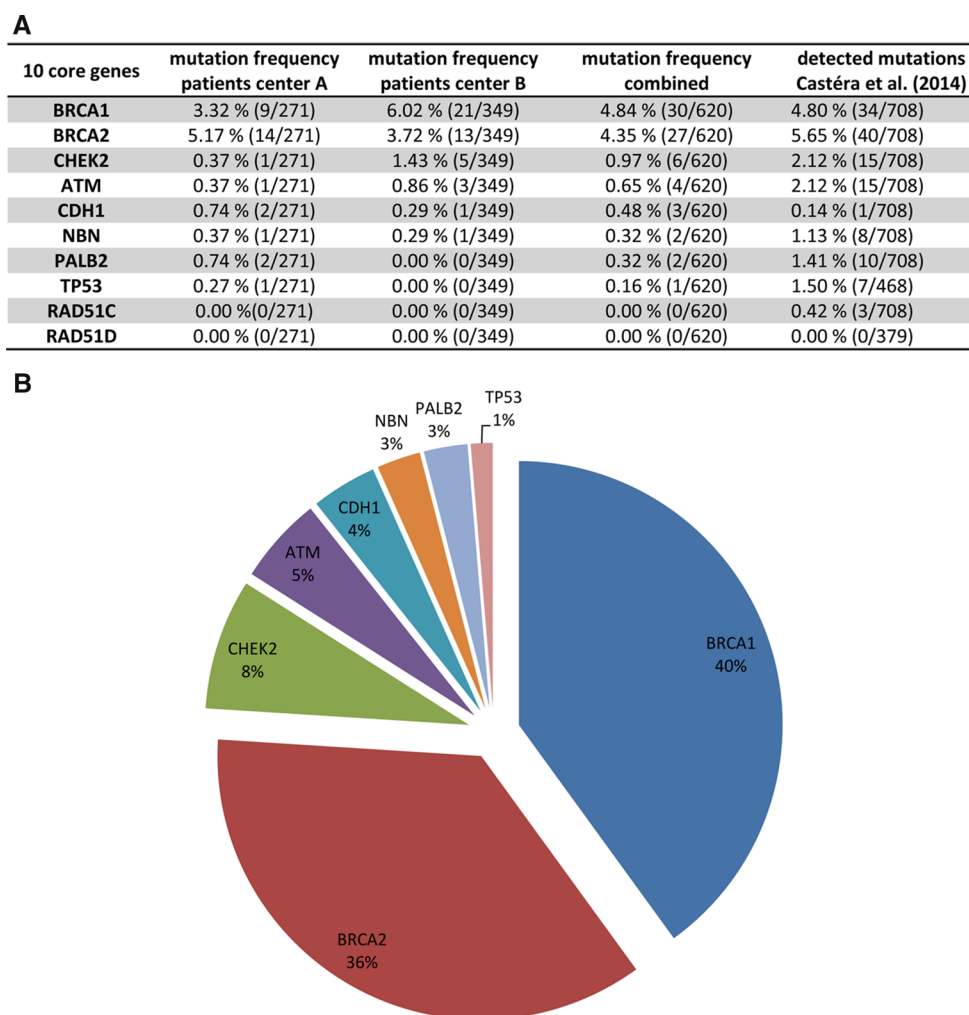 A
10 core genes mutation frequency patients center A mutation frequency patients center B mutation frequency combined detected mutations Castéra et al. (2014)
BRCA1 3.32 % (9/271) 6.02 % (21/349) 4.84 % (30/620) 4.80 % (34/708)
BRCA2 5.17 % (14/271) 3.72 % (13/349) 4.35 % (27/620) 5.65 % (40/708)
CHEK2 0.37 % (1/271) 1.43 % (5/349) 0.97 % (6/620) 2.12 % (15/708)
ATM 0.37 % (1/271) 0.86 % (3/349) 0.65 % (4/620) 2.12 % (15/708)
CDH1 0.74 % (2/271) 0.29 % (1/349) 0.48 % (3/620) 0.14 % (1/708)
NBN 0.37 % (1/271) 0.29 % (1/349) 0.32 % (2/620) 1.13 % (8/708)
PALB2 0.74 % (2/271) 0.00 % (0/349) 0.32 % (2/620) 1.41 % (10/708)
TP53 0.27 % (1/271) 0.00 % (0/349) 0.16 % (1/620) 1.50 % (7/468)
RAD51C 0.00 %(0/271) 0.00 % (0/349) 0.00 % (0/620) 0.42 % (3/708)
RAD51D 0.00 % (0/271) 0.00 % (0/349) 0.00 % (0/620) 0.00 % (0/379)
B
TP53
1%
PALB2
3%
NBN
3%
CDH1
4%
ATM
5%
CHEK2
8%
BRCA1
40%
BRCA2
36%